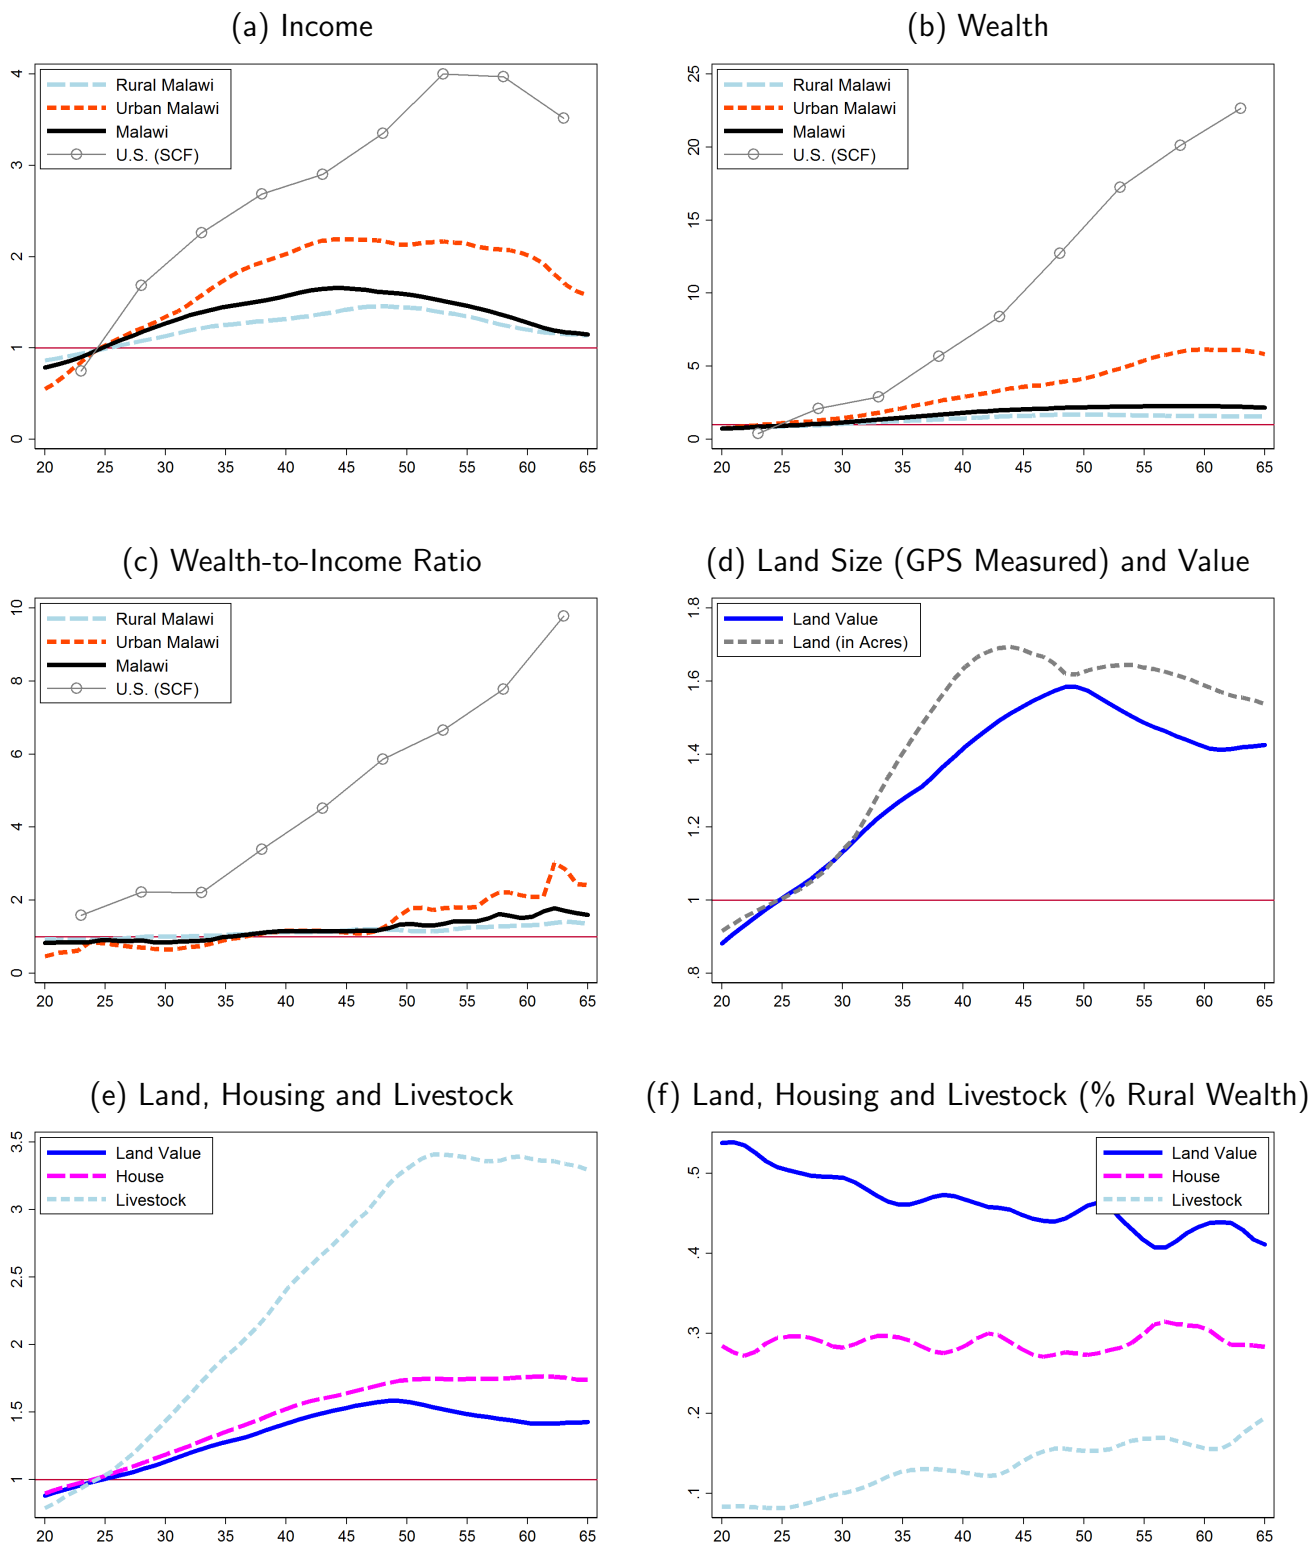 (a) Income
(b) Wealth
Rural Malawi
Urban Malawi
Malawi
U.S. (SCF)
0 1 2 3 4
20 25 30 35 40 45 50 55 60 65
Rural Malawi
Urban Malawi
Malawi
U.S. (SCF)
0 5 10 15 20 25
20 25 30 35 40 45 50 55 60 65
(c) Wealth-to-Income Ratio
(d) Land Size (GPS Measured) and Value
Rural Malawi
Urban Malawi
Malawi
U.S. (SCF)
0 2 4 6 8 10
20 25 30 35 40 45 50 55 60 65
Land Value
Land (in Acres)
.8 1 1.2 1.4 1.6 1.8
20 25 30 35 40 45 50 55 60 65
(e) Land, Housing and Livestock
(f) Land, Housing and Livestock (% Rural Wealth)
Land Value
House
Livestock
1 1.5 2 2.5 3 3.5
20 25 30 35 40 45 50 55 60 65
Land Value
House
Livestock
.1 .2 .3 .4 .5
20 25 30 35 40 45 50 55 60 65